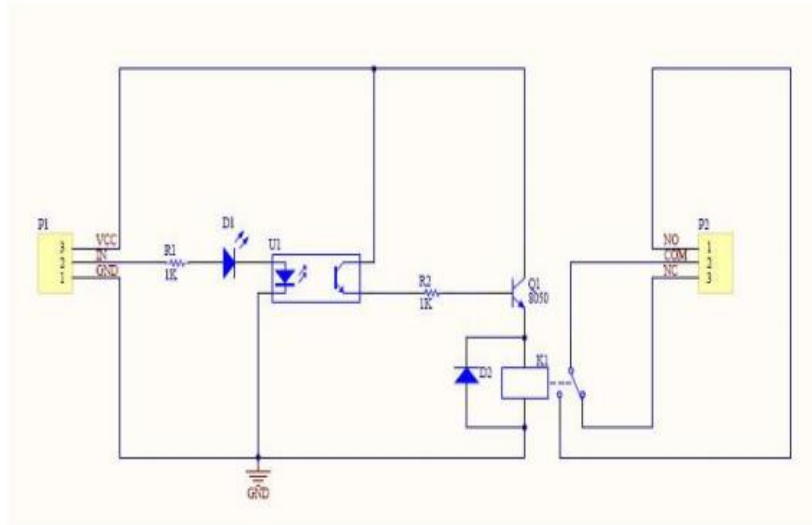 P1
3
VCC
2
IN
1
GND
R1
1K
D1
U1
R2
1K
Q1
8050
D2
K1
GND
P2
NO
1
COM
2
NC
3